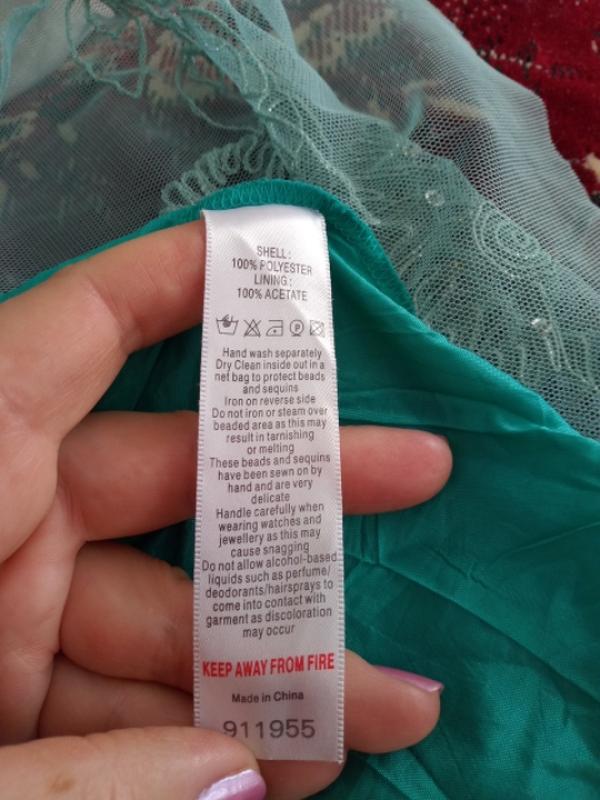 SHELL:
100% POLYESTER
LINING:
100% ACETATE
P
Hand wash separately
Dry Clean inside out in a
net bag to protect beads
and sequins
Iron on reverse side
Do not iron or steam over
beaded area as this may
result in tarnishing
or melting
These beads and sequins
have been sewn on by
hand and are very
delicate
Handle carefully when
wearing watches and
jewellery as this may
cause snagging
Do not allow alcohol-based
liquids such as perfume/
deodorants/hairsprays to
come into contact with
garment as discoloration
may occur
KEEP AWAY FROM FIRE
Made in China
911955